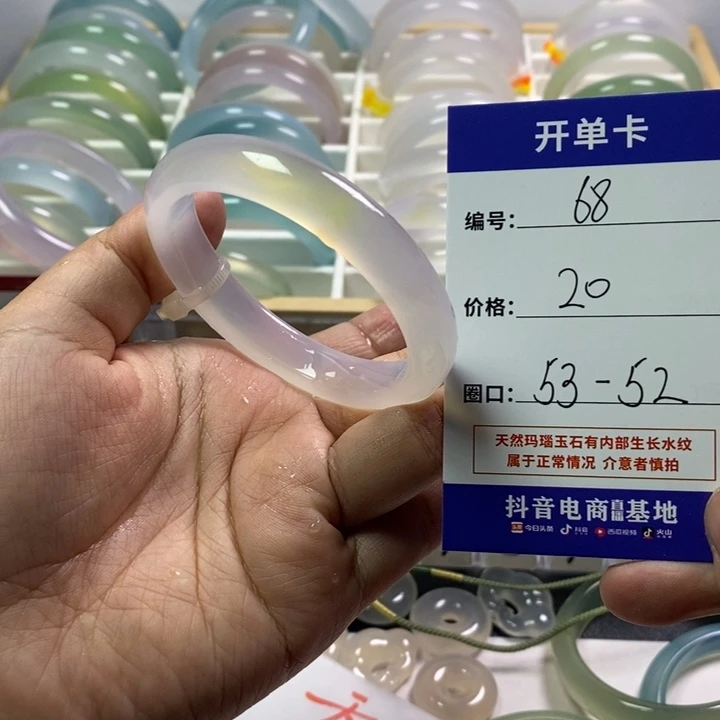 开单卡
编号：68
价格：20
圈口：53-52
天然玛瑙玉石有内部生长水纹
属于正常情况 介意者慎拍
抖音电商直播基地
今日头条 抖音 西瓜视频 火山